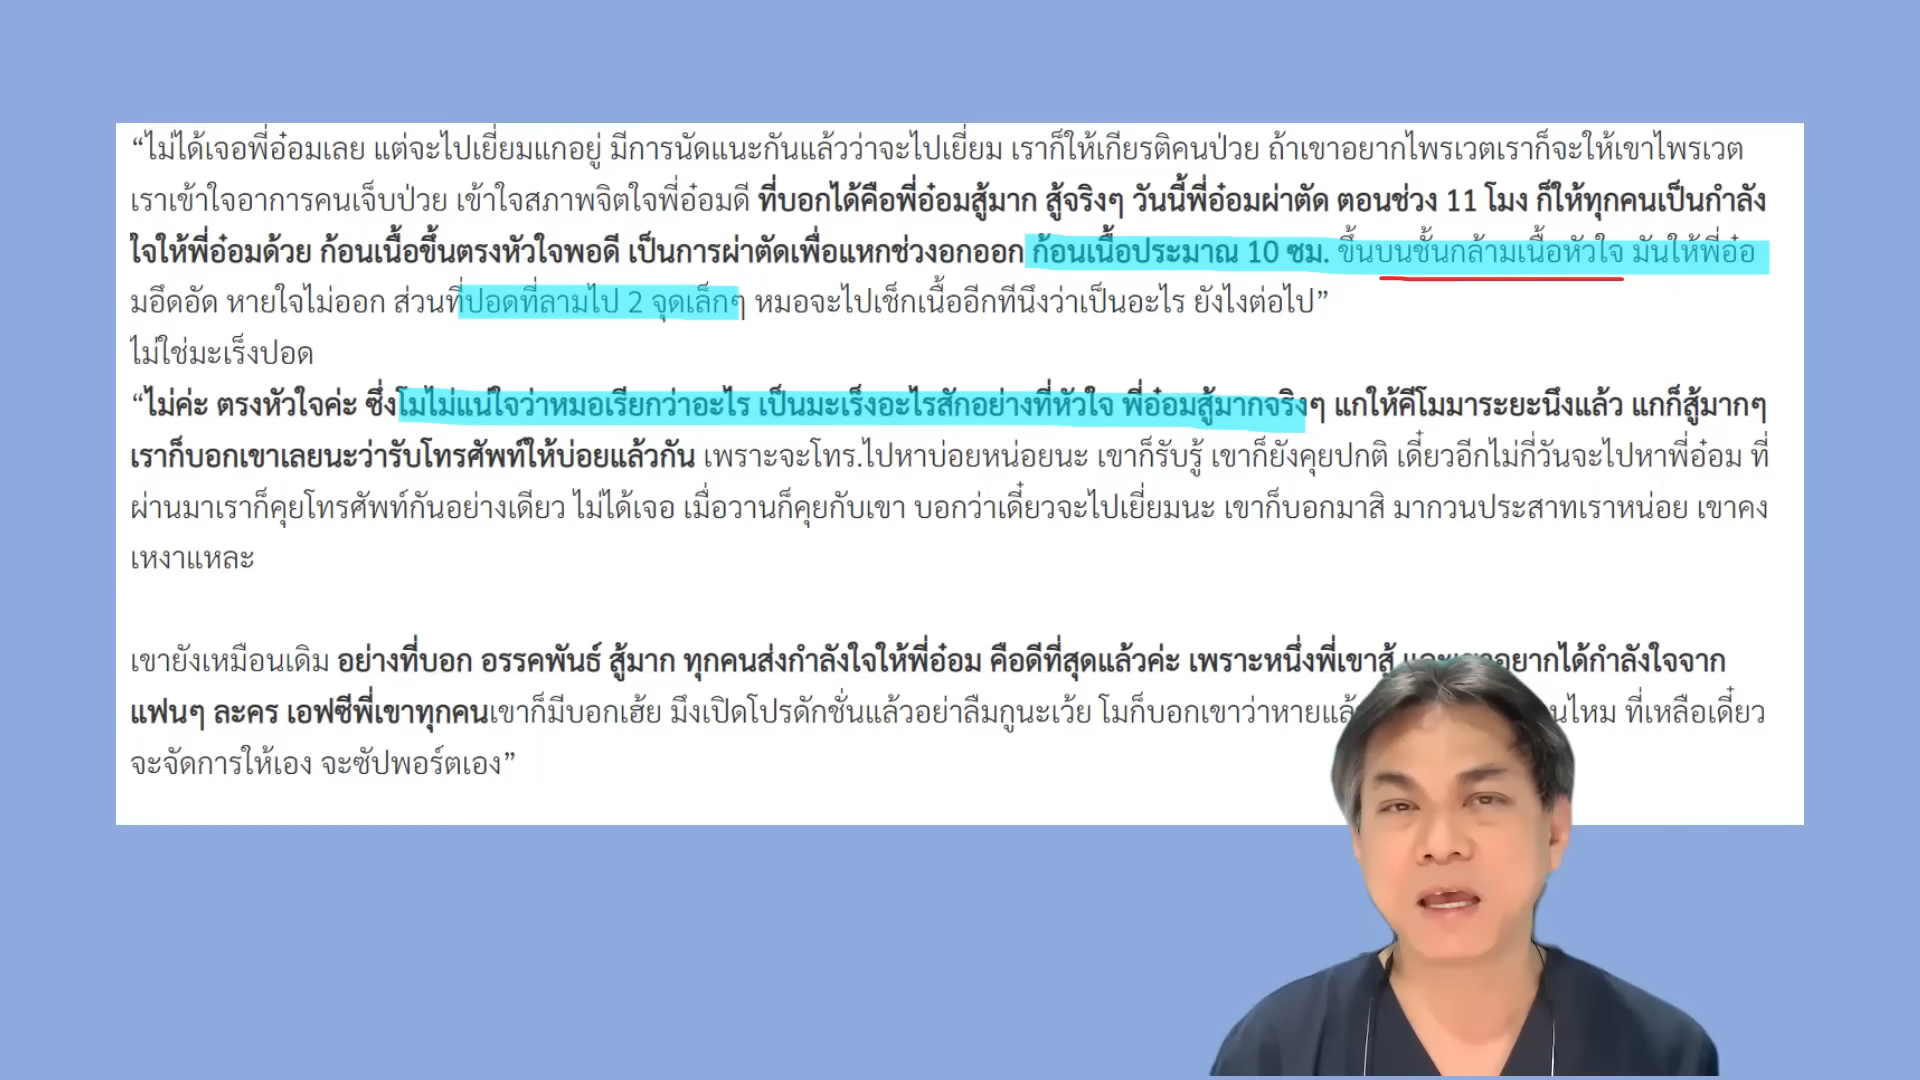 “ไม่ได้เจอพี่อ๋อมเลย แต่จะไปเยี่ยมแกอยู่ มีการนัดแนะกันแล้วว่าจะไปเยี่ยม เราก็ให้เกียรติคนป่วย ถ้าเขาอยากไพรเวตเราก็จะให้เขาไพรเวต
เราเข้าใจอาการคนเจ็บป่วย เข้าใจสภาพจิตใจพี่อ๋อมดี ที่บอกได้คือพี่อ๋อมสู้มาก สู้จริงๆ วันนี้พี่อ๋อมผ่าตัด ตอนช่วง 11 โมง ก็ให้ทุกคนเป็นกำลัง
ใจให้พี่อ๋อมด้วย ก้อนเนื้อขึ้นตรงหัวใจพอดี เป็นการผ่าตัดเพื่อแหกช่วงอกออก ก้อนเนื้อประมาณ 10 ซม. ขึ้นบนชั้นกล้ามเนื้อหัวใจ มันให้พี่อ๋อ
มอึดอัด หายใจไม่ออก ส่วนที่ปอดที่ลามไป 2 จุดเล็กๆ หมอจะไปเช็กเนื้ออีกทีนึงว่าเป็นอะไร ยังไงต่อไป”
ไม่ใช่มะเร็งปอด
“ไม่ค่ะ ตรงหัวใจค่ะ ซึ่งโมไม่แน่ใจว่าหมอเรียกว่าอะไร เป็นมะเร็งอะไรสักอย่างที่หัวใจ พี่อ๋อมสู้มากจริงๆ แกให้คีโมมาระยะนึงแล้ว แกก็สู้มากๆ
เราก็บอกเขาเลยนะว่ารับโทรศัพท์ให้บ่อยแล้วกัน เพราะจะโทร.ไปหาบ่อยหน่อยนะ เขาก็รับรู้ เขาก็ยังคุยปกติ เดี๋ยวอีกไม่กี่วันจะไปหาพี่อ๋อม ที่
ผ่านมาเราก็คุยโทรศัพท์กันอย่างเดียว ไม่ได้เจอ เมื่อวานก็คุยกับเขา บอกว่าเดี๋ยวจะไปเยี่ยมนะ เขาก็บอกมาสิ มากวนประสาทเราหน่อย เขาคง
เหงาแหละ
เขายังเหมือนเดิม อย่างที่บอก อรรคพันธ์ สู้มาก ทุกคนส่งกำลังใจให้พี่อ๋อม คือดีที่สุดแล้วค่ะ เพราะหนึ่งพี่เขาสู้ และเขาอยากได้กำลังใจจาก
แฟนๆ ละคร เอฟซีพี่เขาทุกคนเขาก็มีบอกเฮ้ย มึงเปิดโปรดักชั่นแล้วอย่าลืมกูนะเว้ย โมก็บอกเขาว่าหาย ที่เหลือเดี๋ยว
จะจัดการให้เอง จะซัปพอร์ตเอง”